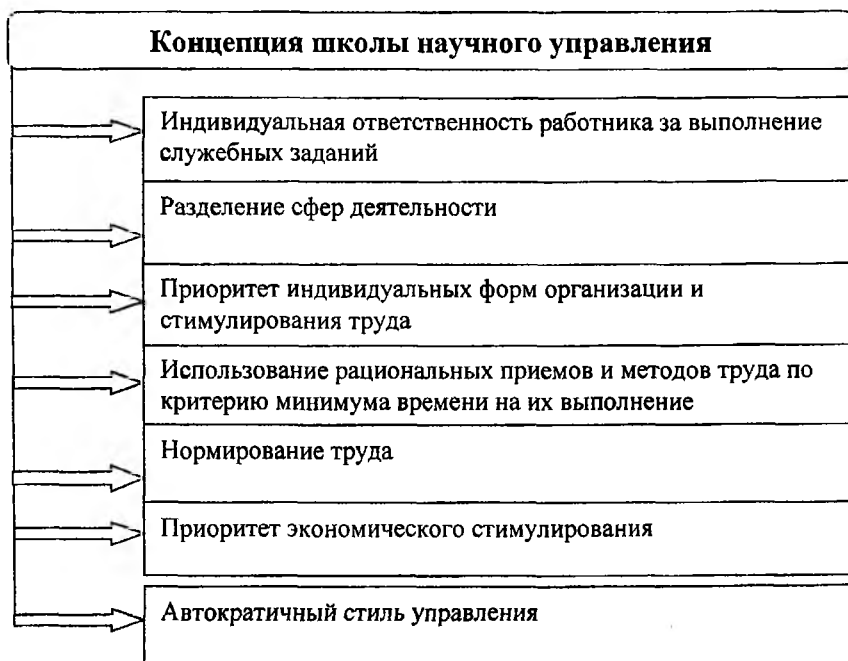 Концепция школы научного управления
Индивидуальная ответственность работника за выполнение
служебных заданий
Разделение сфер деятельности
Приоритет индивидуальных форм организации и
стимулирования труда
Использование рациональных приемов и методов труда по
критерию минимума времени на их выполнение
Нормирование труда
Приоритет экономического стимулирования
Автократичный стиль управления